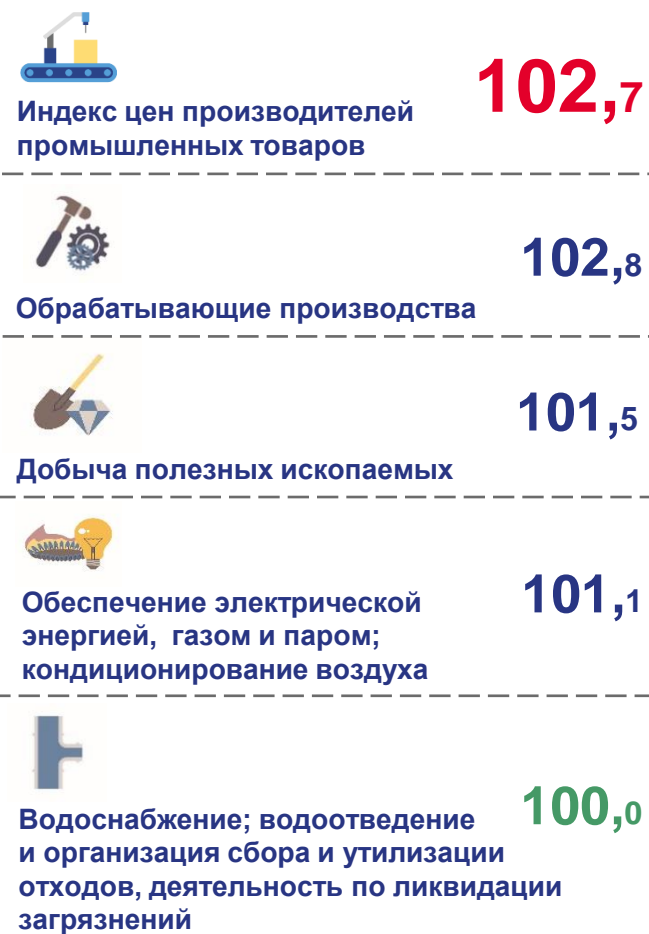 102,7
Индекс цен производителей
промышленных товаров
102,8
Обрабатывающие производства
101,5
Добыча полезных ископаемых
101,1
Обеспечение электрической
энергией, газом и паром;
кондиционирование воздуха
100,0
Водоснабжение; водоотведение
и организация сбора и утилизации
отходов, деятельность по ликвидации
загрязнений